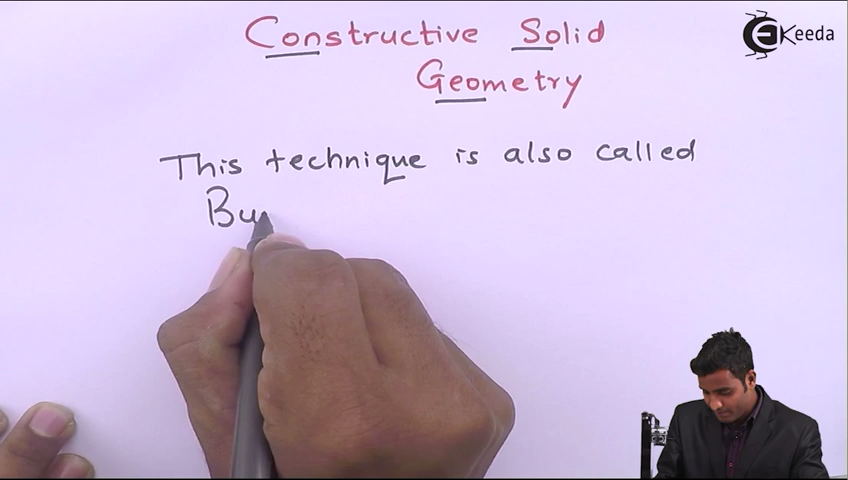 Constructive Solid
Geometry
Keeda
This technique is also called
Bu